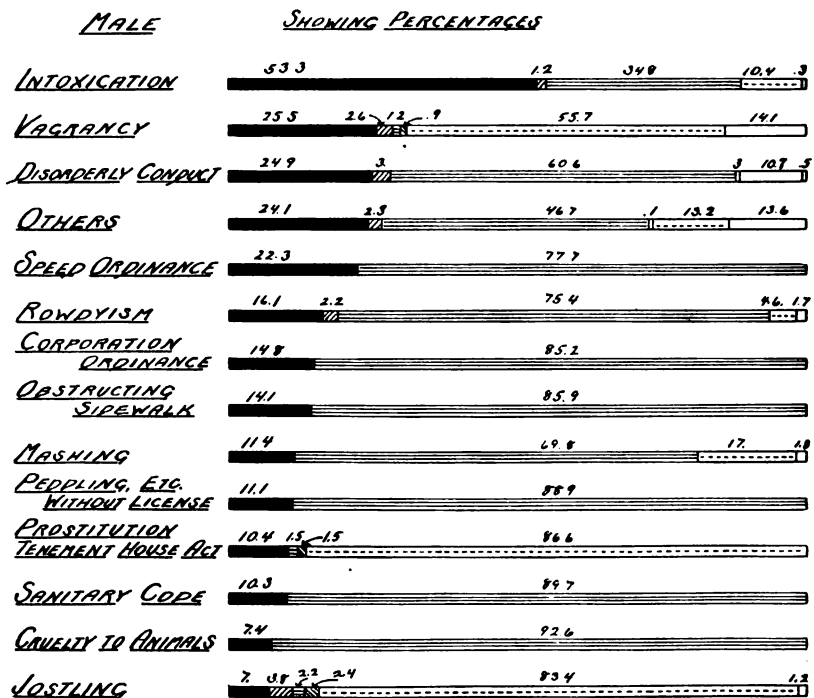 MALE SHOWING PERCENTAGES
53 3 1.2 34 8 10.4 .3
INTOXICATION
25.5 26 1 2 .9 55.7 14.1
VAGRANCY
24 9 3. 60 6 .3 10.7 .5
DISORDERLY CONDUCT
24.1 2.3 46.7 .1 13.2 13.6
OTHERS
22.3 77.7
SPEED ORDINANCE
16.1 2.2 75 4 4.6. 1.7
ROWDYISM
CORPORATION
14 8 85.2
ORDINANCE
OBSTRUCTING
14.1 85.9
SIDEWALK
11.4 69. 8 17. 1.8
MASHING
PEDDLING, ETC.
11.1 88 9
WITHOUT LICENSE
PROSTITUTION
10.4 1.5 1.5 86 6
TENEMENT HOUSE ACT
10.3 89.7
SANITARY CODE
7.4 92.6
CRUELTY TO ANIMALS
7. 3.8 2.2 2.4 83 4 1.2
JOSTLING